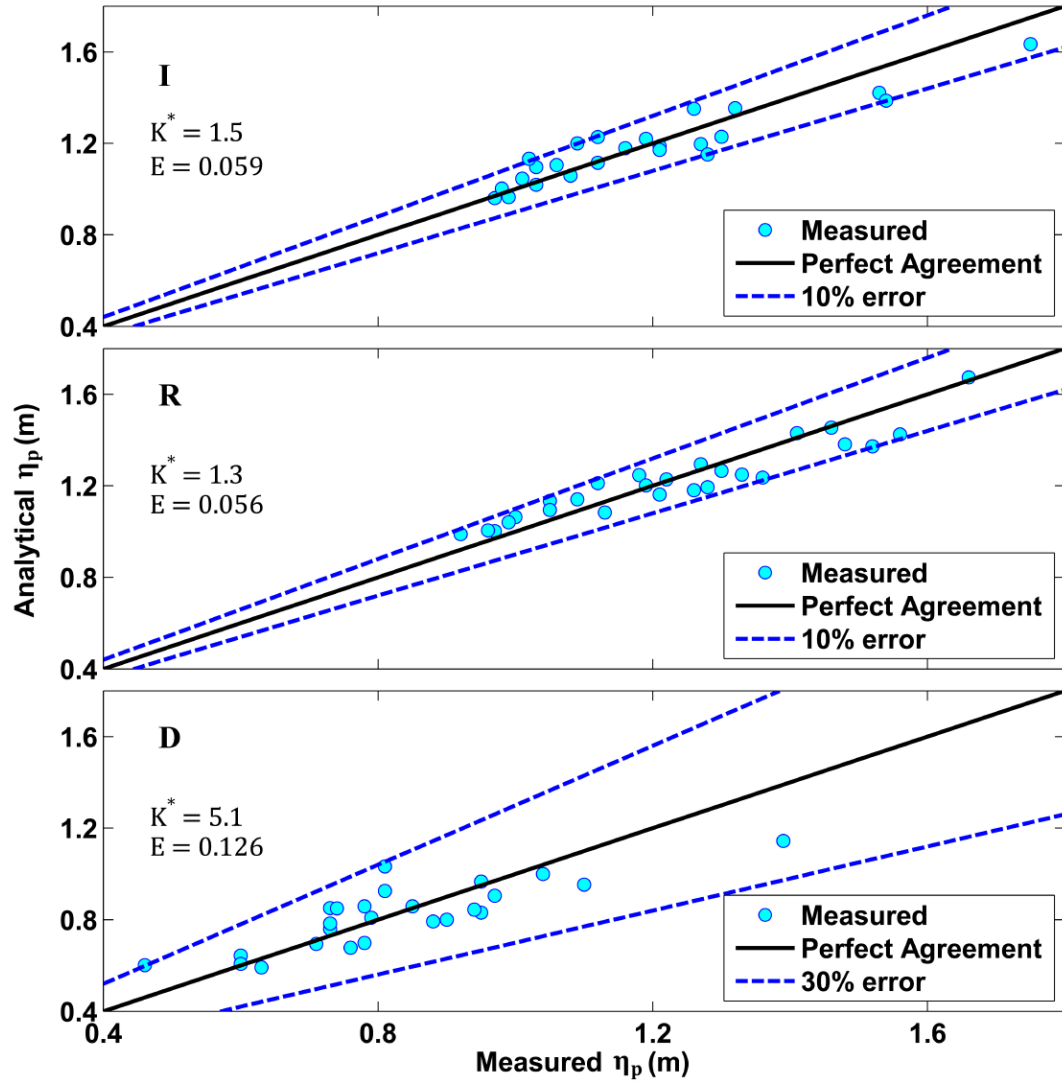 1.6
1.2
0.8
0.4
I
K* = 1.5
E = 0.059
Measured
Perfect Agreement
10% error
Analytical ηp (m)
1.6
1.2
0.8
0.4
R
K* = 1.3
E = 0.056
Measured
Perfect Agreement
10% error
1.6
1.2
0.8
0.4
D
K* = 5.1
E = 0.126
Measured
Perfect Agreement
30% error
0.4 0.8 1.2 1.6
Measured ηp (m)